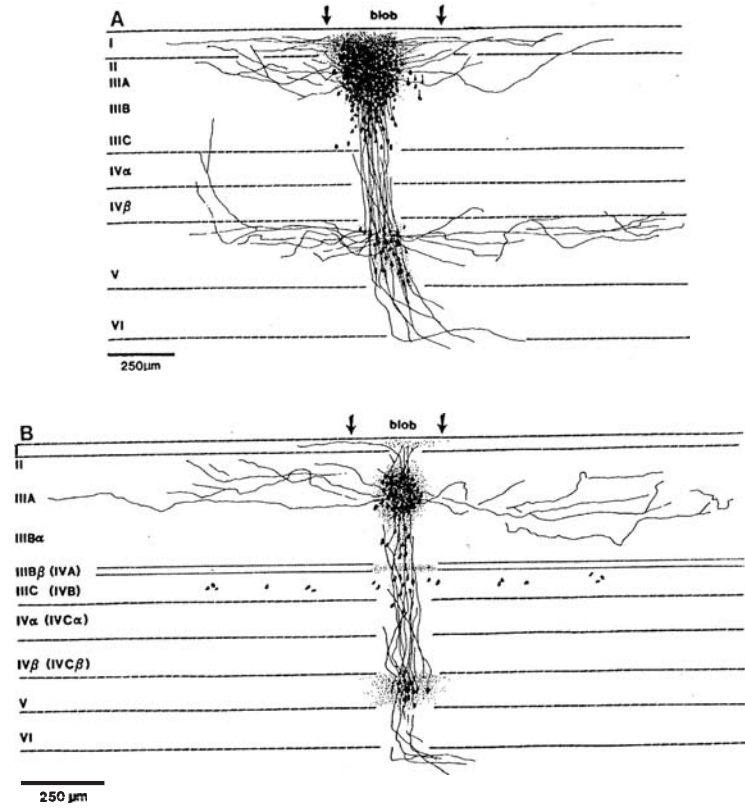 A
blob
I
II
IIIA
IIIB
IIIC
IVα
IVβ
V
VI
250µm
B
blob
I
II
IIIA
IIIBα
IIIBβ (IVA)
IIIC (IVB)
IVα (IVCα)
IVβ (IVCβ)
V
VI
250 µm